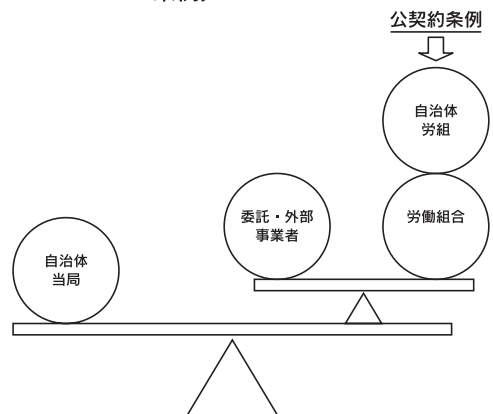 公契約条例
自治体
労組
委託・外部
事業者
労働組合
自治体
当局